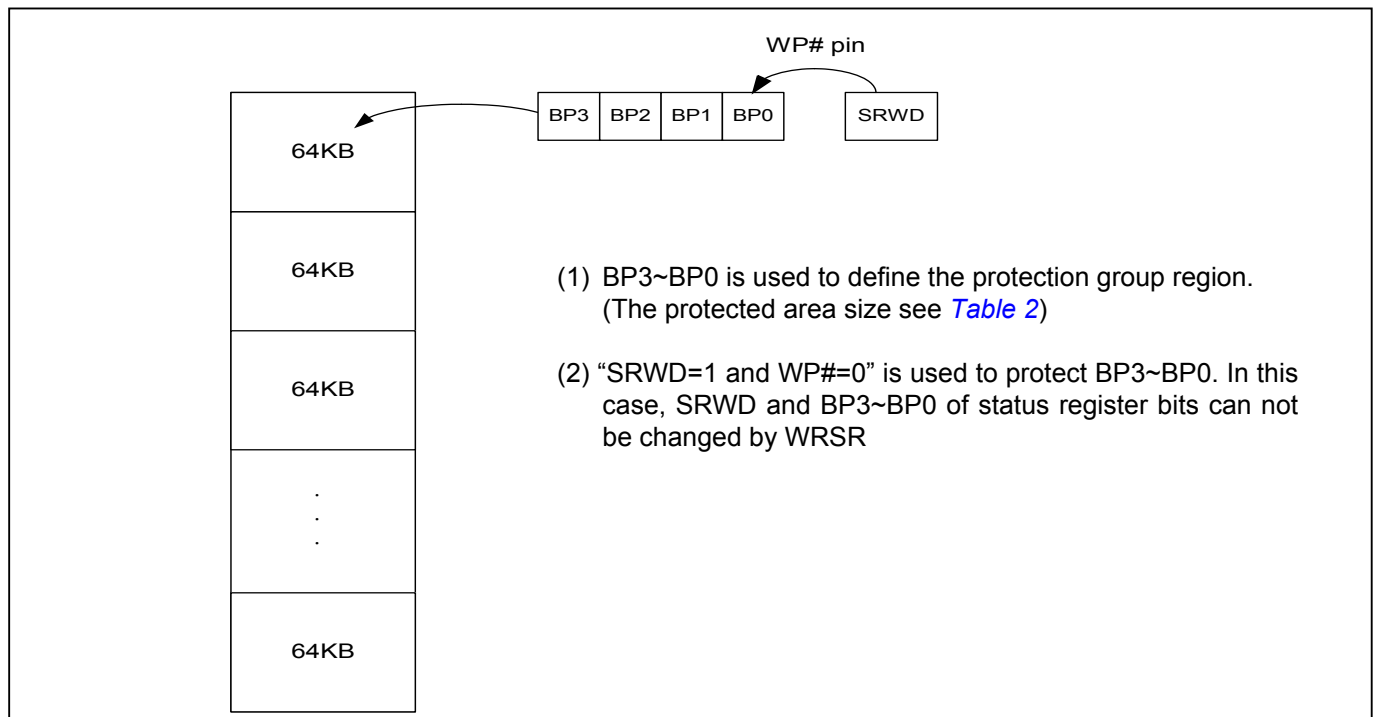 WP# pin
BP3 BP2 BP1 BP0 SRWD
64KB
64KB
64KB
.
.
.
64KB
(1) BP3~BP0 is used to define the protection group region.
(The protected area size see Table 2)
(2) “SRWD=1 and WP#=0” is used to protect BP3~BP0. In this
case, SRWD and BP3~BP0 of status register bits can not
be changed by WRSR